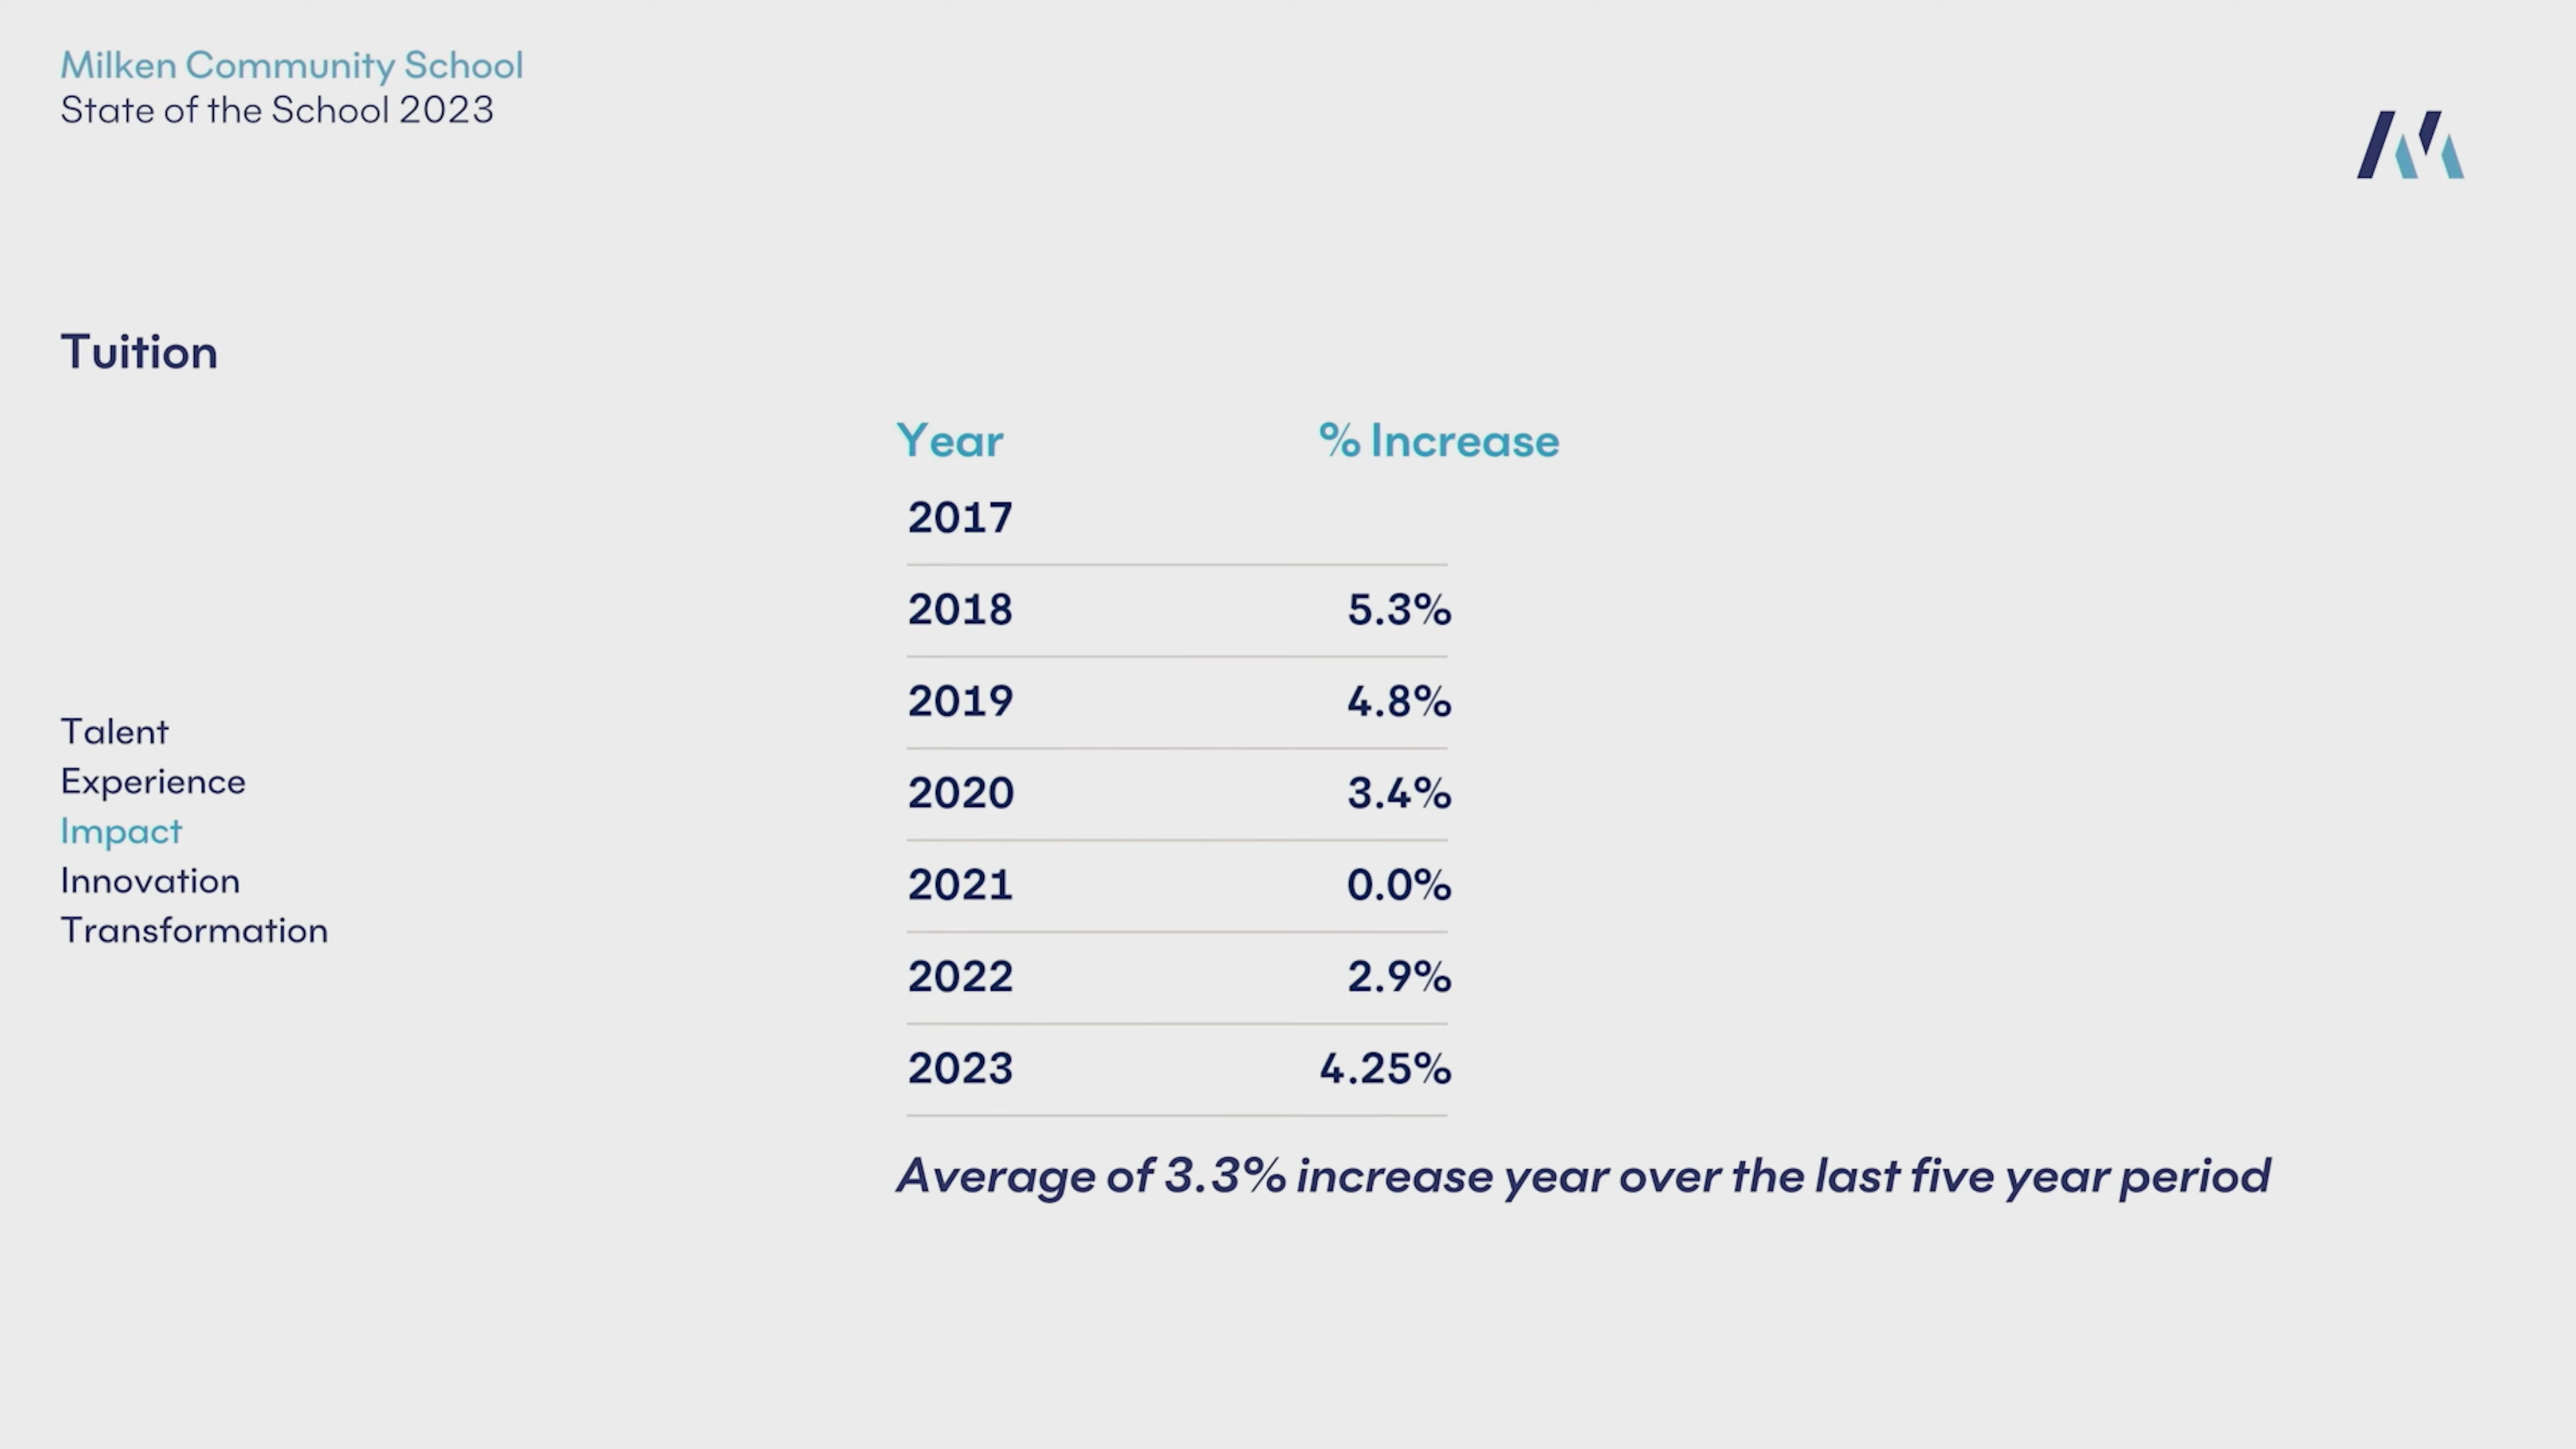 Milken Community School
State of the School 2023
Tuition
Year % Increase
2017
2018 5.3%
2019 4.8%
2020 3.4%
2021 0.0%
2022 2.9%
2023 4.25%
Average of 3.3% increase year over the last five year period
Talent
Experience
Impact
Innovation
Transformation